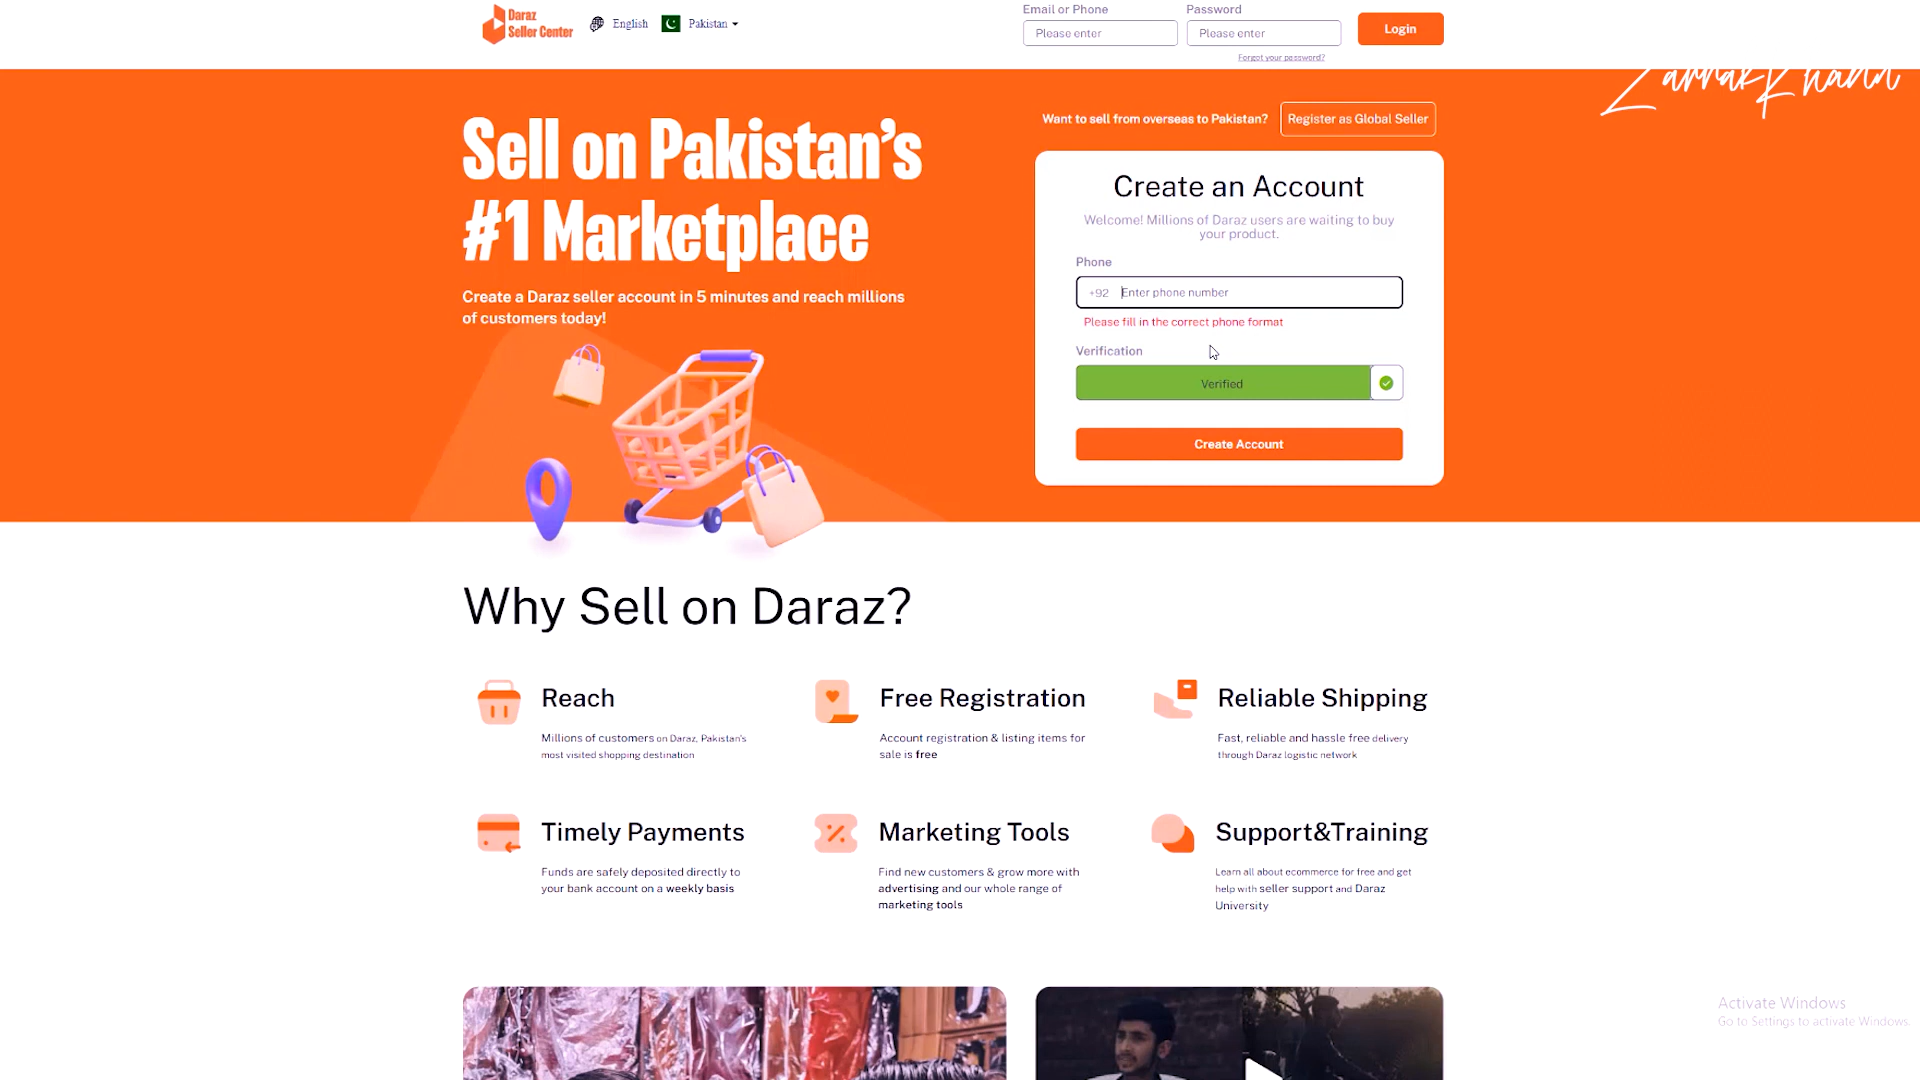 Daraz
Seller Center
English
Pakistan
Email or Phone
Please enter
Password
Please enter
Login
Forgot your password?
Want to sell from overseas to Pakistan?
Register as Global Seller
Sell on Pakistan's
#1 Marketplace
Create a Daraz seller account in 5 minutes and reach millions
of customers today!
Create an Account
Welcome! Millions of Daraz users are waiting to buy
your product.
Phone
+92
Enter phone number
Please fill in the correct phone format
Verification
Verified
Create Account
Why Sell on Daraz?
Reach
Millions of customers on Daraz, Pakistan's
most visited shopping destination
Free Registration
Account registration & listing items for
sale is free
Reliable Shipping
Fast, reliable and hassle free delivery
through Daraz logistic network
Timely Payments
Funds are safely deposited directly to
your bank account on a weekly basis
Marketing Tools
Find new customers & grow more with
advertising and our whole range of
marketing tools
Support&Training
Learn all about ecommerce for free and get
help with seller support and Daraz
University
Activate Windows
Go to Settings to activate Windows.